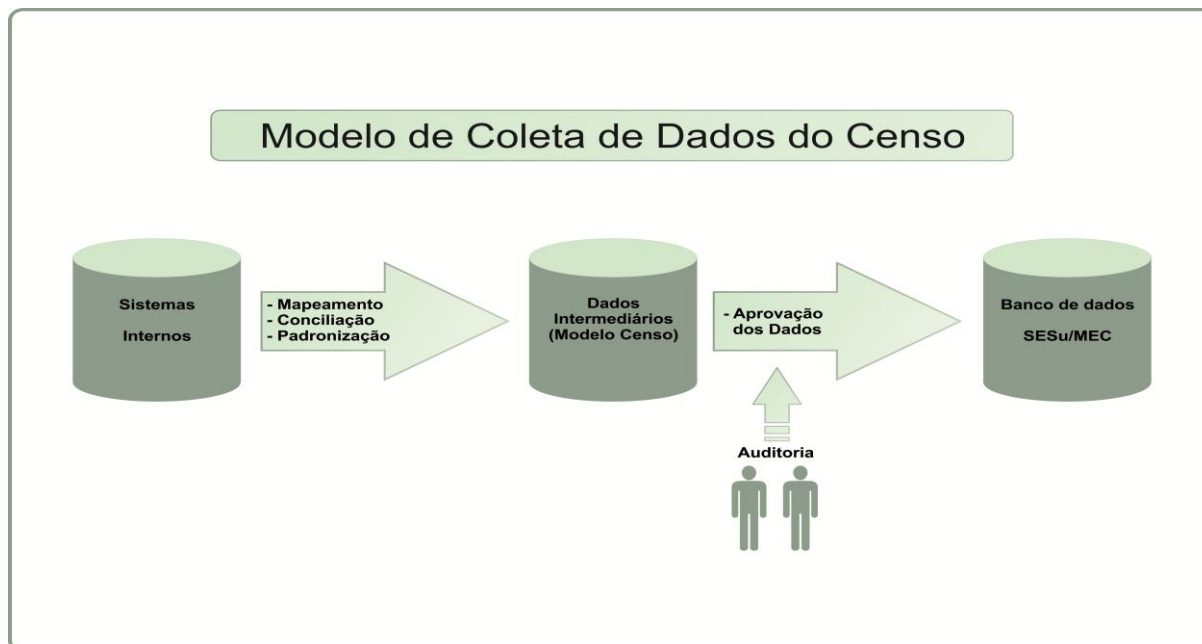 Modelo de Coleta de Dados do Censo
Sistemas
Internos
- Mapeamento
- Conciliação
- Padronização
Dados
Intermediários
(Modelo Censo)
- Aprovação
dos Dados
Banco de dados
SESu/MEC
Auditoria